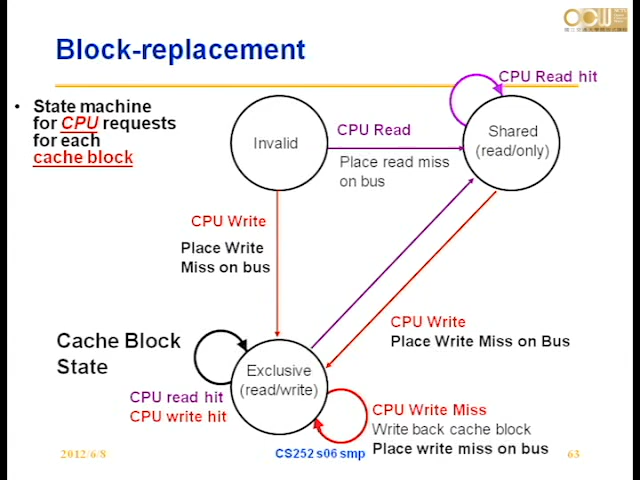 Block-replacement
• State machine
for CPU requests
for each
cache block
CPU Read hit
Invalid
CPU Read
Place read miss
on bus
Shared
(read/only)
CPU Write
Place Write
Miss on bus
CPU Write
Place Write Miss on Bus
Cache Block
State
Exclusive
(read/write)
CPU read hit
CPU write hit
CPU Write Miss
Write back cache block
Place write miss on bus
2012/6/8
CS252 s06 smp
63